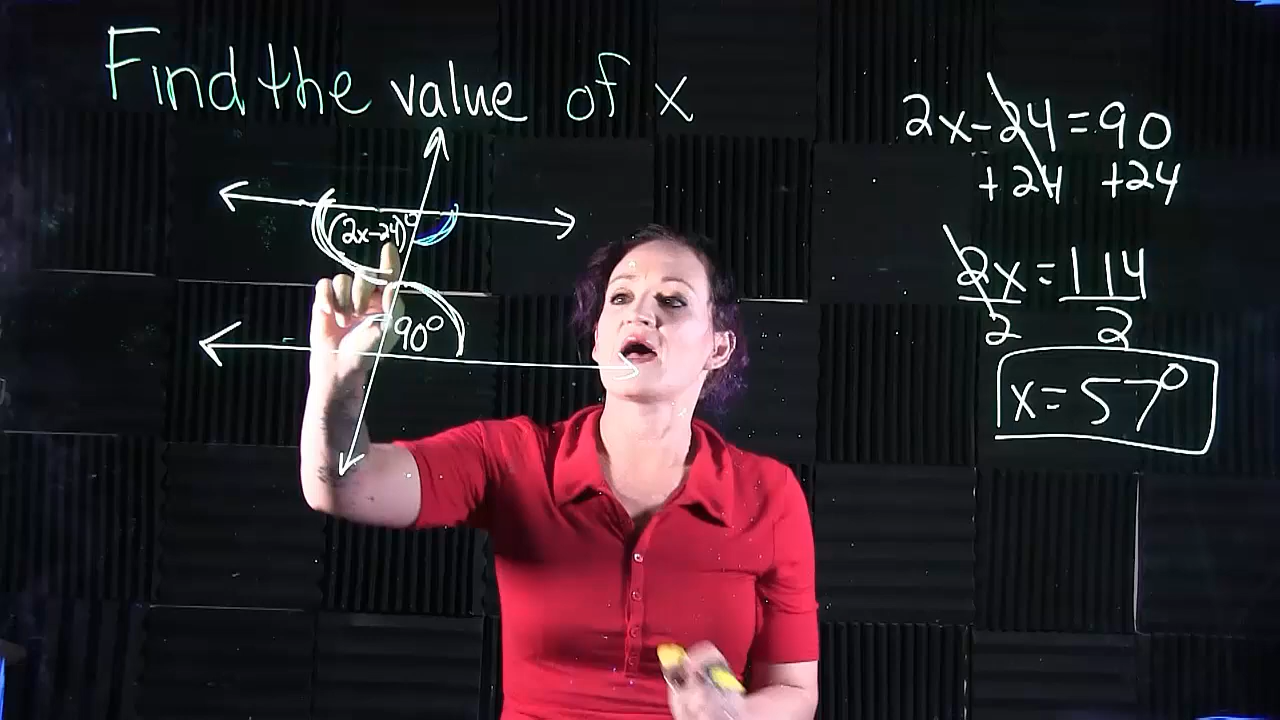 Find the value of x
(2x-24)°
90°
2x-24=90
+24 +24
2x=114
2 2
x=57°